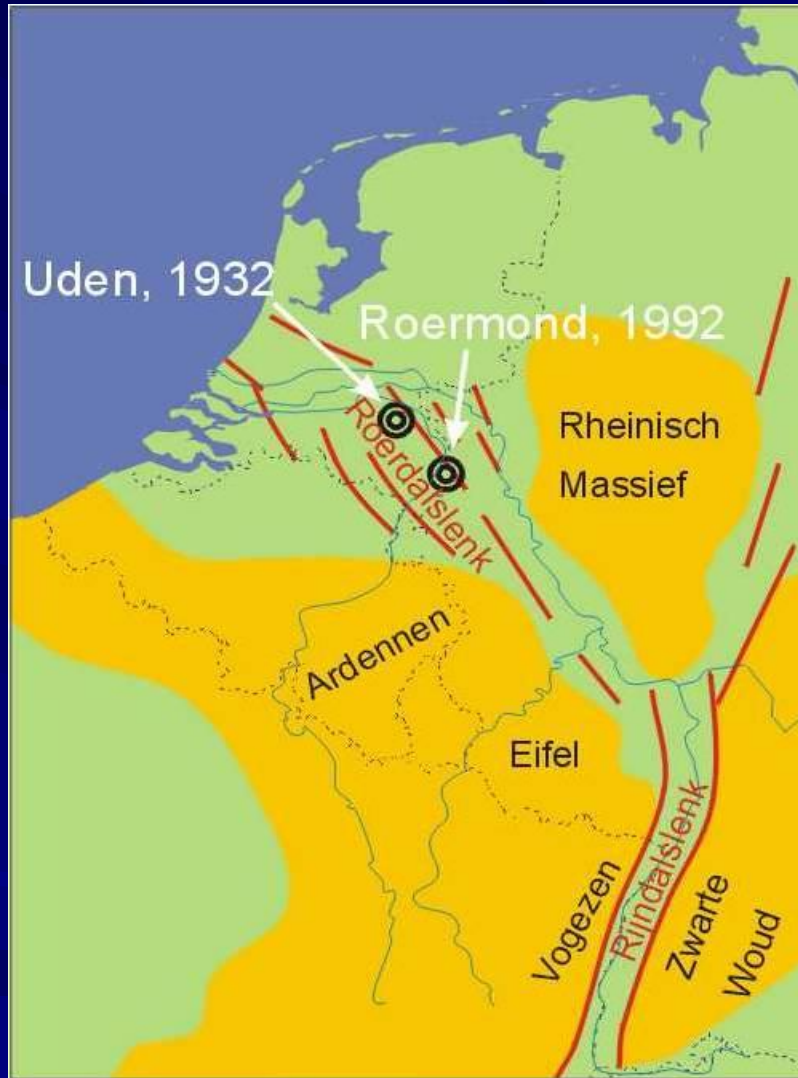 Uden, 1932
Roermond, 1992
Roerdalslenk
Rheinisch
Massief
Ardennen
Eifel
Vogezen
Rijndalslenk
Zwarte
Woud